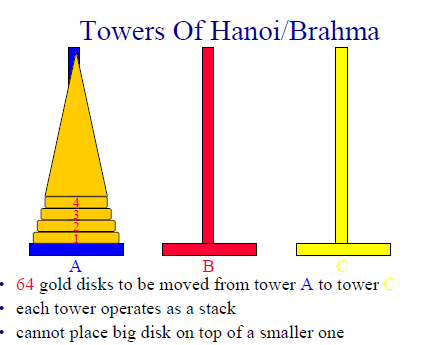 Towers Of Hanoi/Brahma
4
3
2
1
A B C
• 64 gold disks to be moved from tower A to tower C
• each tower operates as a stack
• cannot place big disk on top of a smaller one